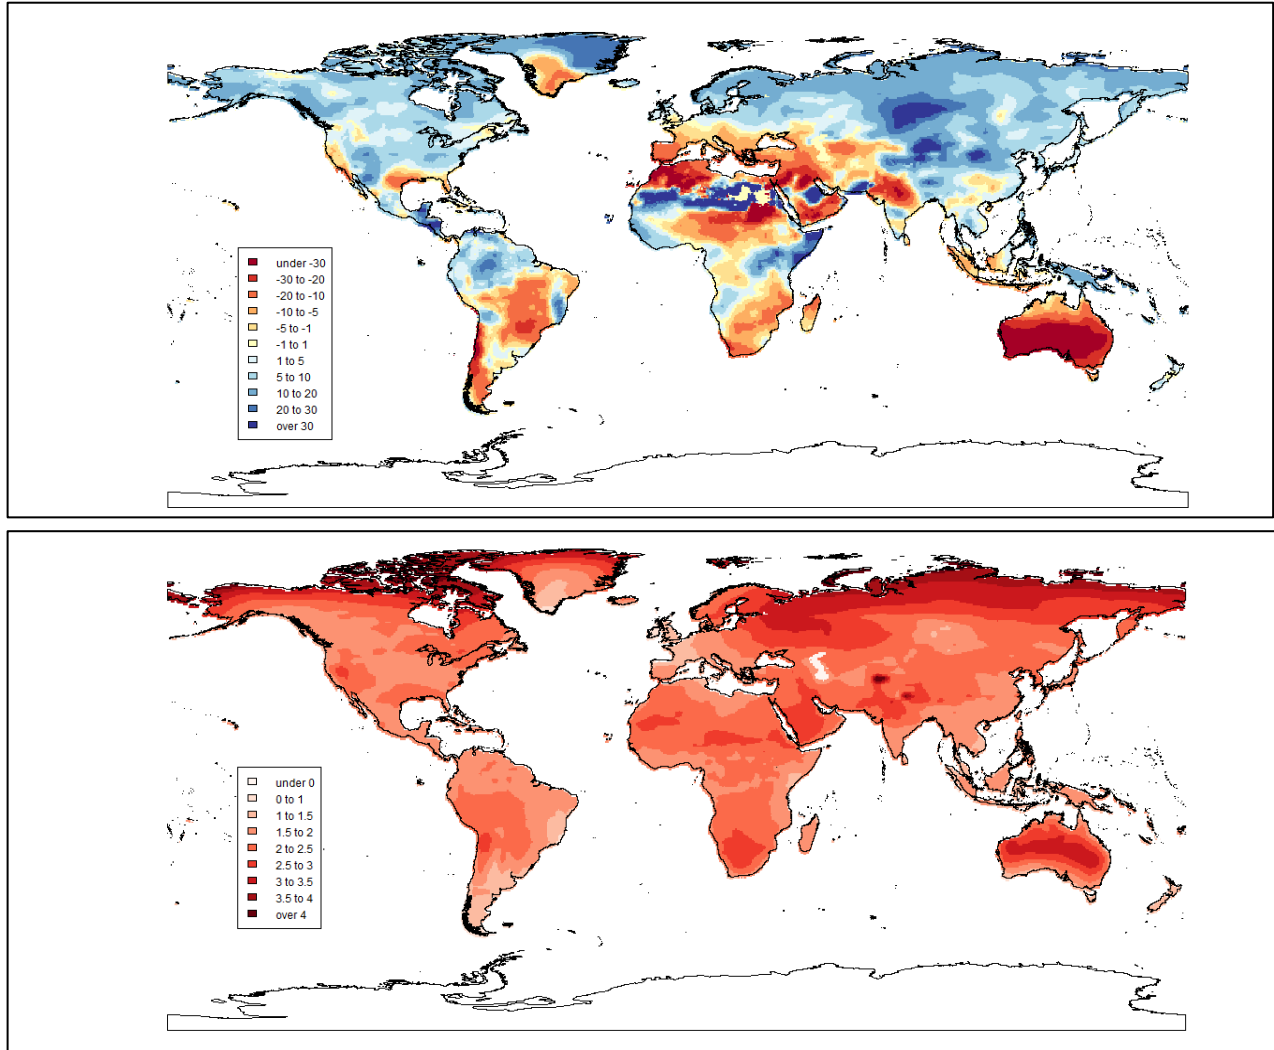 under -30
-30 to -20
-20 to -10
-10 to -5
-5 to -1
-1 to 1
1 to 5
5 to 10
10 to 20
20 to 30
over 30
under 0
0 to 1
1 to 1.5
1.5 to 2
2 to 2.5
2.5 to 3
3 to 3.5
3.5 to 4
over 4